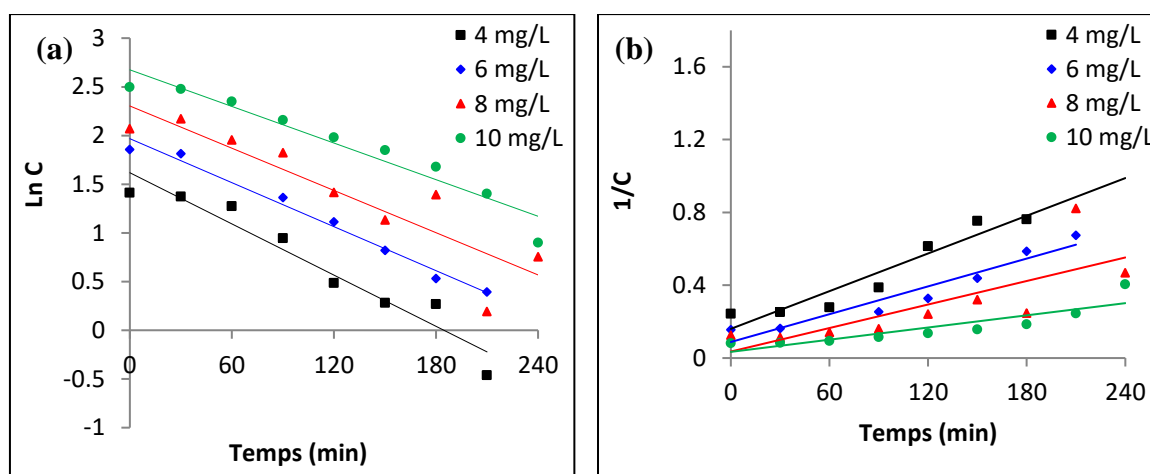 (a)
4 mg/L
6 mg/L
8 mg/L
10 mg/L
3
2.5
2
1.5
1
0.5
0
-0.5
-1
0 60 120 180 240
Ln C
Temps (min)
(b)
4 mg/L
6 mg/L
8 mg/L
10 mg/L
1.6
1.2
0.8
0.4
0
0 60 120 180 240
1/C
Temps (min)